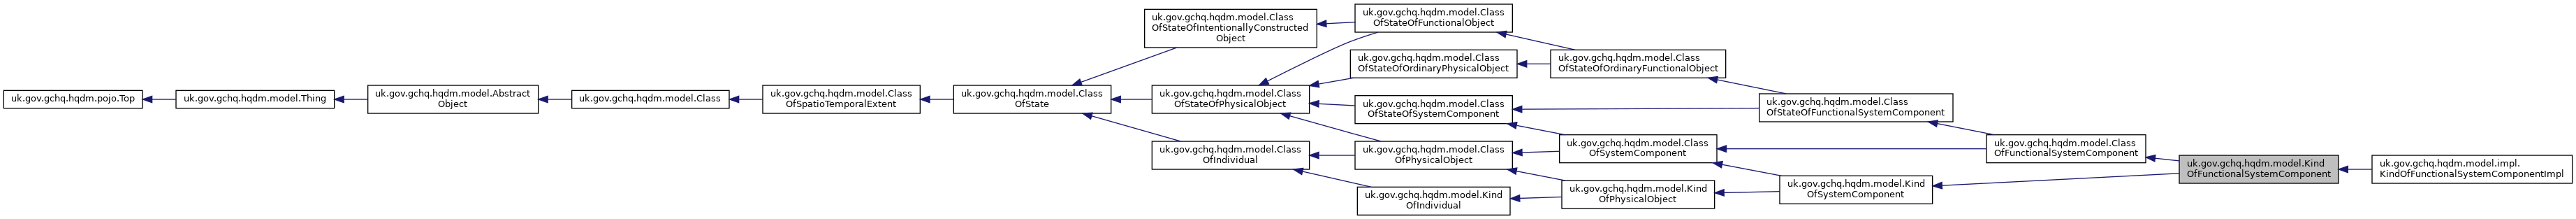 uk.gov.gchq.hqdm.pojo.Top
uk.gov.gchq.hqdm.model.Thing
uk.gov.gchq.hqdm.model.Abstract
Object
uk.gov.gchq.hqdm.model.Class
uk.gov.gchq.hqdm.model.Class
OfSpatioTemporalExtent
uk.gov.gchq.hqdm.model.Class
OfState
uk.gov.gchq.hqdm.model.Class
OfStateOfIntentionallyConstructed
Object
uk.gov.gchq.hqdm.model.Class
OfStateOfPhysicalObject
uk.gov.gchq.hqdm.model.Class
OfIndividual
uk.gov.gchq.hqdm.model.Class
OfStateOfFunctionalObject
uk.gov.gchq.hqdm.model.Class
OfStateOfOrdinaryPhysicalObject
uk.gov.gchq.hqdm.model.Class
OfStateOfSystemComponent
uk.gov.gchq.hqdm.model.Class
OfPhysicalObject
uk.gov.gchq.hqdm.model.Kind
OfIndividual
uk.gov.gchq.hqdm.model.Class
OfStateOfOrdinaryFunctionalObject
uk.gov.gchq.hqdm.model.Class
OfSystemComponent
uk.gov.gchq.hqdm.model.Kind
OfPhysicalObject
uk.gov.gchq.hqdm.model.Class
OfStateOfFunctionalSystemComponent
uk.gov.gchq.hqdm.model.Kind
OfSystemComponent
uk.gov.gchq.hqdm.model.Class
OfFunctionalSystemComponent
uk.gov.gchq.hqdm.model.Kind
OfFunctionalSystemComponent
uk.gov.gchq.hqdm.model.impl.
KindOfFunctionalSystemComponentImpl